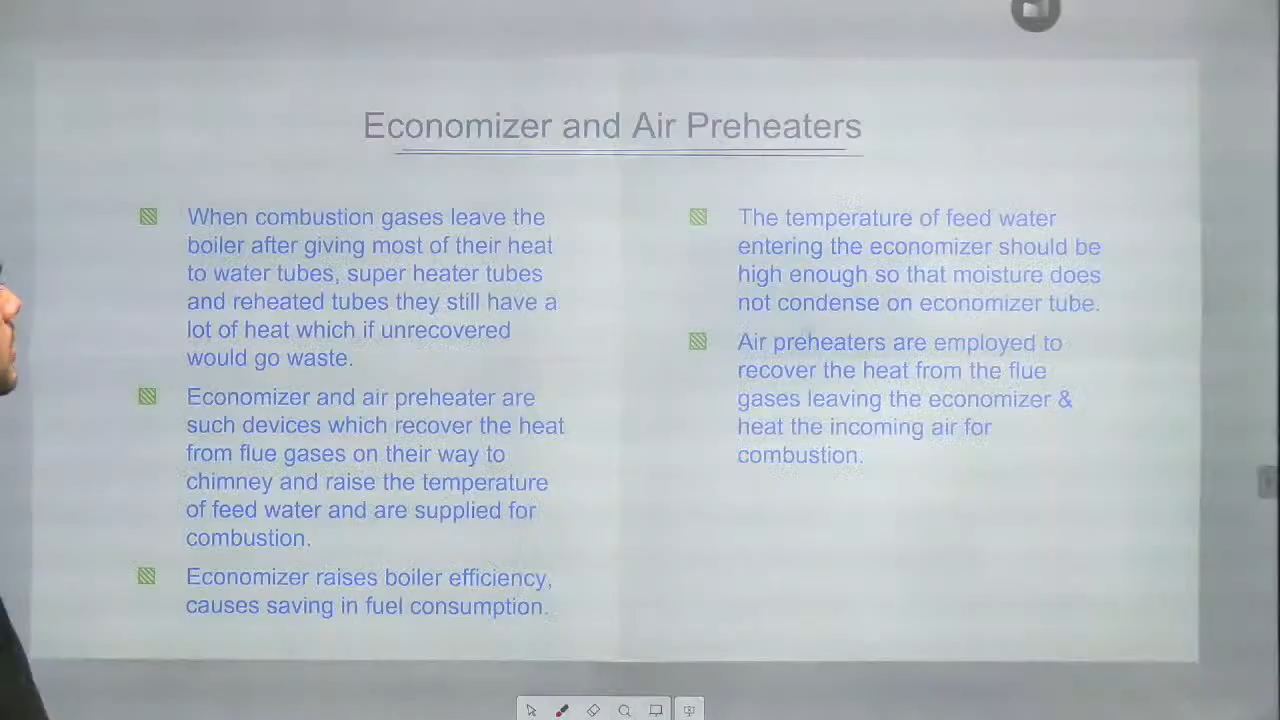 Economizer and Air Preheaters
When combustion gases leave the
boiler after giving most of their heat
to water tubes, super heater tubes
and reheated tubes they still have a
lot of heat which if unrecovered
would go waste.
Economizer and air preheater are
such devices which recover the heat
from flue gases on their way to
chimney and raise the temperature
of feed water and are supplied for
combustion.
Economizer raises boiler efficiency,
causes saving in fuel consumption.
The temperature of feed water
entering the economizer should be
high enough so that moisture does
not condense on economizer tube.
Air preheaters are employed to
recover the heat from the flue
gases leaving the economizer &
heat the incoming air for
combustion.